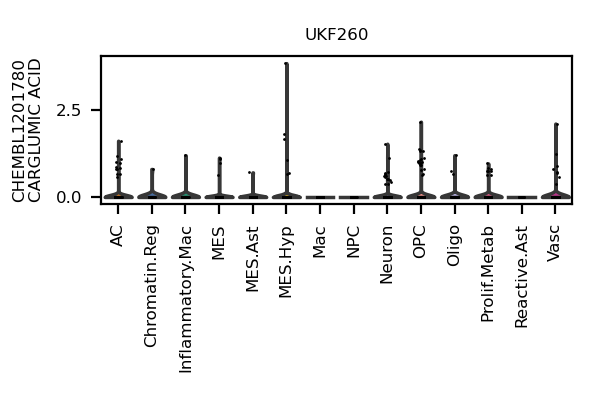 UKF260
CHEMBL1201780
CARGLUMIC ACID
2.5
0.0
AC
Chromatin.Reg
Inflammatory.Mac
MES
MES.Ast
MES.Hyp
Mac
NPC
Neuron
OPC
Oligo
Prolif.Metab
Reactive.Ast
Vasc